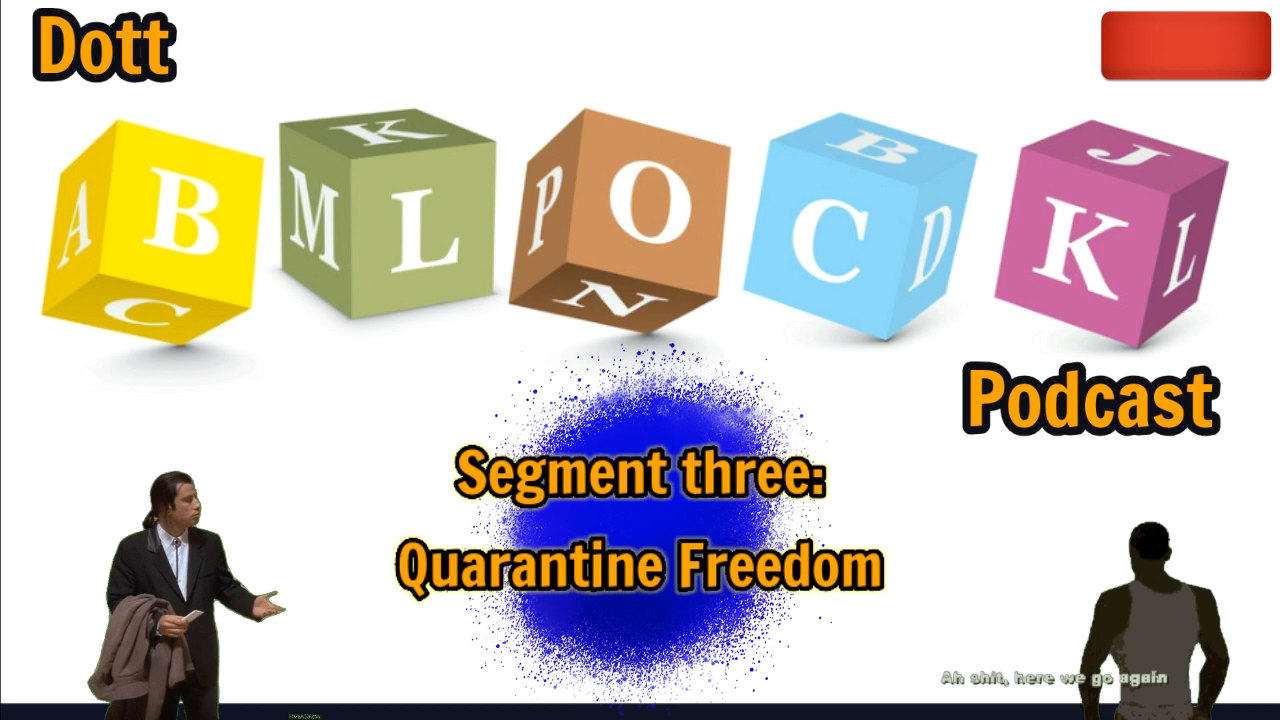 Dott
K B J
A B M L P O C D K L
C N
Podcast
Segment three:
Quarantine Freedom
Ah shit, here we go again